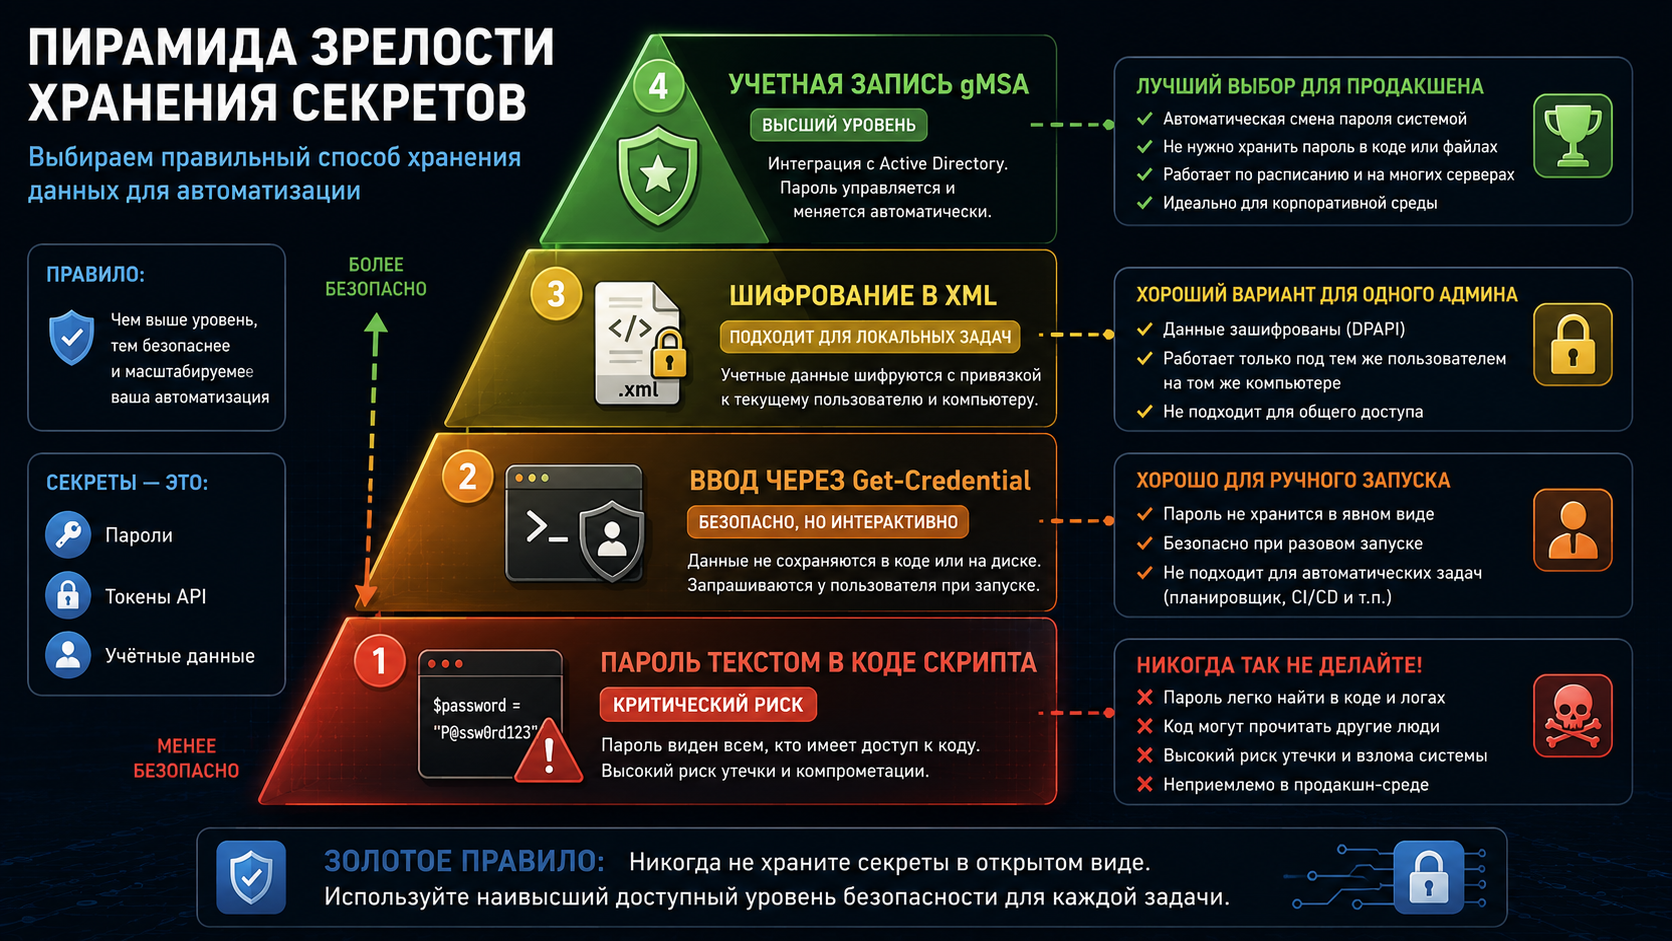 ПИРАМИДА ЗРЕЛОСТИ
ХРАНЕНИЯ СЕКРЕТОВ
Выбираем правильный способ хранения
данных для автоматизации
ПРАВИЛО:
Чем выше уровень,
тем безопаснее
и масштабируемее
ваша автоматизация
СЕКРЕТЫ — ЭТО:
Пароли
Токены API
Учётные данные
БОЛЕЕ
БЕЗОПАСНО
МЕНЕЕ
БЕЗОПАСНО
4
УЧЕТНАЯ ЗАПИСЬ gMSA
ВЫСШИЙ УРОВЕНЬ
Интеграция с Active Directory.
Пароль управляется и
меняется автоматически.
ЛУЧШИЙ ВЫБОР ДЛЯ ПРОДАКШЕНА
Автоматическая смена пароля системой
Не нужно хранить пароль в коде или файлах
Работает по расписанию и на многих серверах
Идеально для корпоративной среды
3
</>
.xml
ШИФРОВАНИЕ В XML
ПОДХОДИТ ДЛЯ ЛОКАЛЬНЫХ ЗАДАЧ
Учетные данные шифруются с привязкой
к текущему пользователю и компьютеру.
ХОРОШИЙ ВАРИАНТ ДЛЯ ОДНОГО АДМИНА
Данные зашифрованы (DPAPI)
Работает только под тем же пользователем
на том же компьютере
Не подходит для общего доступа
2
>_
ВВОД ЧЕРЕЗ Get-Credential
БЕЗОПАСНО, НО ИНТЕРАКТИВНО
Данные не сохраняются в коде или на диске.
Запрашиваются у пользователя при запуске.
ХОРОШО ДЛЯ РУЧНОГО ЗАПУСКА
Пароль не хранится в явном виде
Безопасно при разовом запуске
Не подходит для автоматических задач
(планировщик, CI/CD и т.п.)
1
$password =
"P@ssw0rd123"
!
ПАРОЛЬ ТЕКСТОМ В КОДЕ СКРИПТА
КРИТИЧЕСКИЙ РИСК
Пароль виден всем, кто имеет доступ к коду.
Высокий риск утечки и компрометации.
НИКОГДА ТАК НЕ ДЕЛАЙТЕ!
Пароль легко найти в коде и логах
Код могут прочитать другие люди
Высокий риск утечки и взлома системы
Неприемлемо в продакшн-среде
ЗОЛОТОЕ ПРАВИЛО: Никогда не храните секреты в открытом виде.
Используйте наивысший доступный уровень безопасности для каждой задачи.